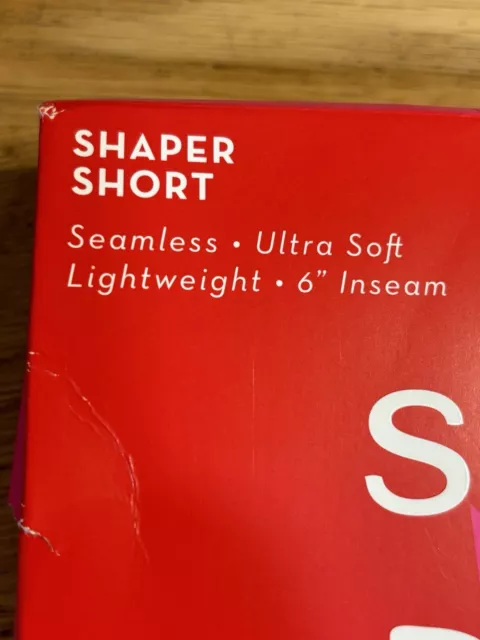 SHAPER
SHORT
Seamless • Ultra Soft
Lightweight • 6” Inseam
S